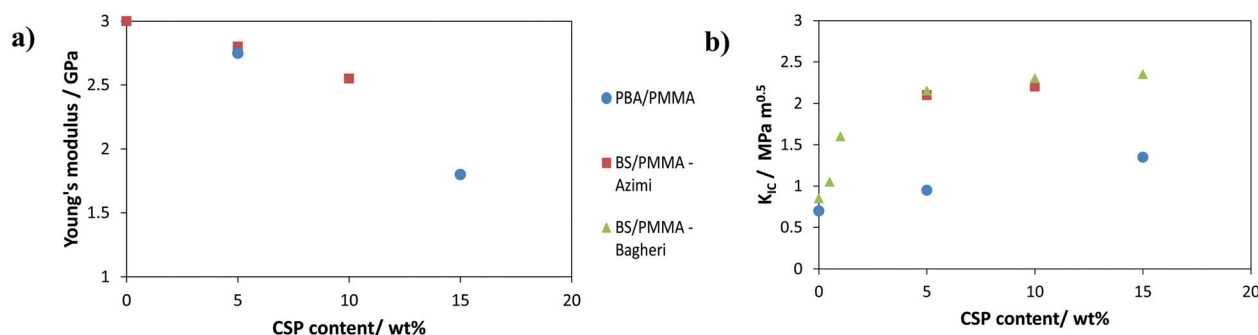 a)
Young's modulus / GPa
3
2.5
2
1.5
1
0
5
10
15
20
CSP content/ wt%
PBA/PMMA
BS/PMMA -
Azimi
BS/PMMA -
Bagheri
b)
K_IC / MPa m^0.5
3
2.5
2
1.5
1
0.5
0
0
5
10
15
20
CSP content/ wt%